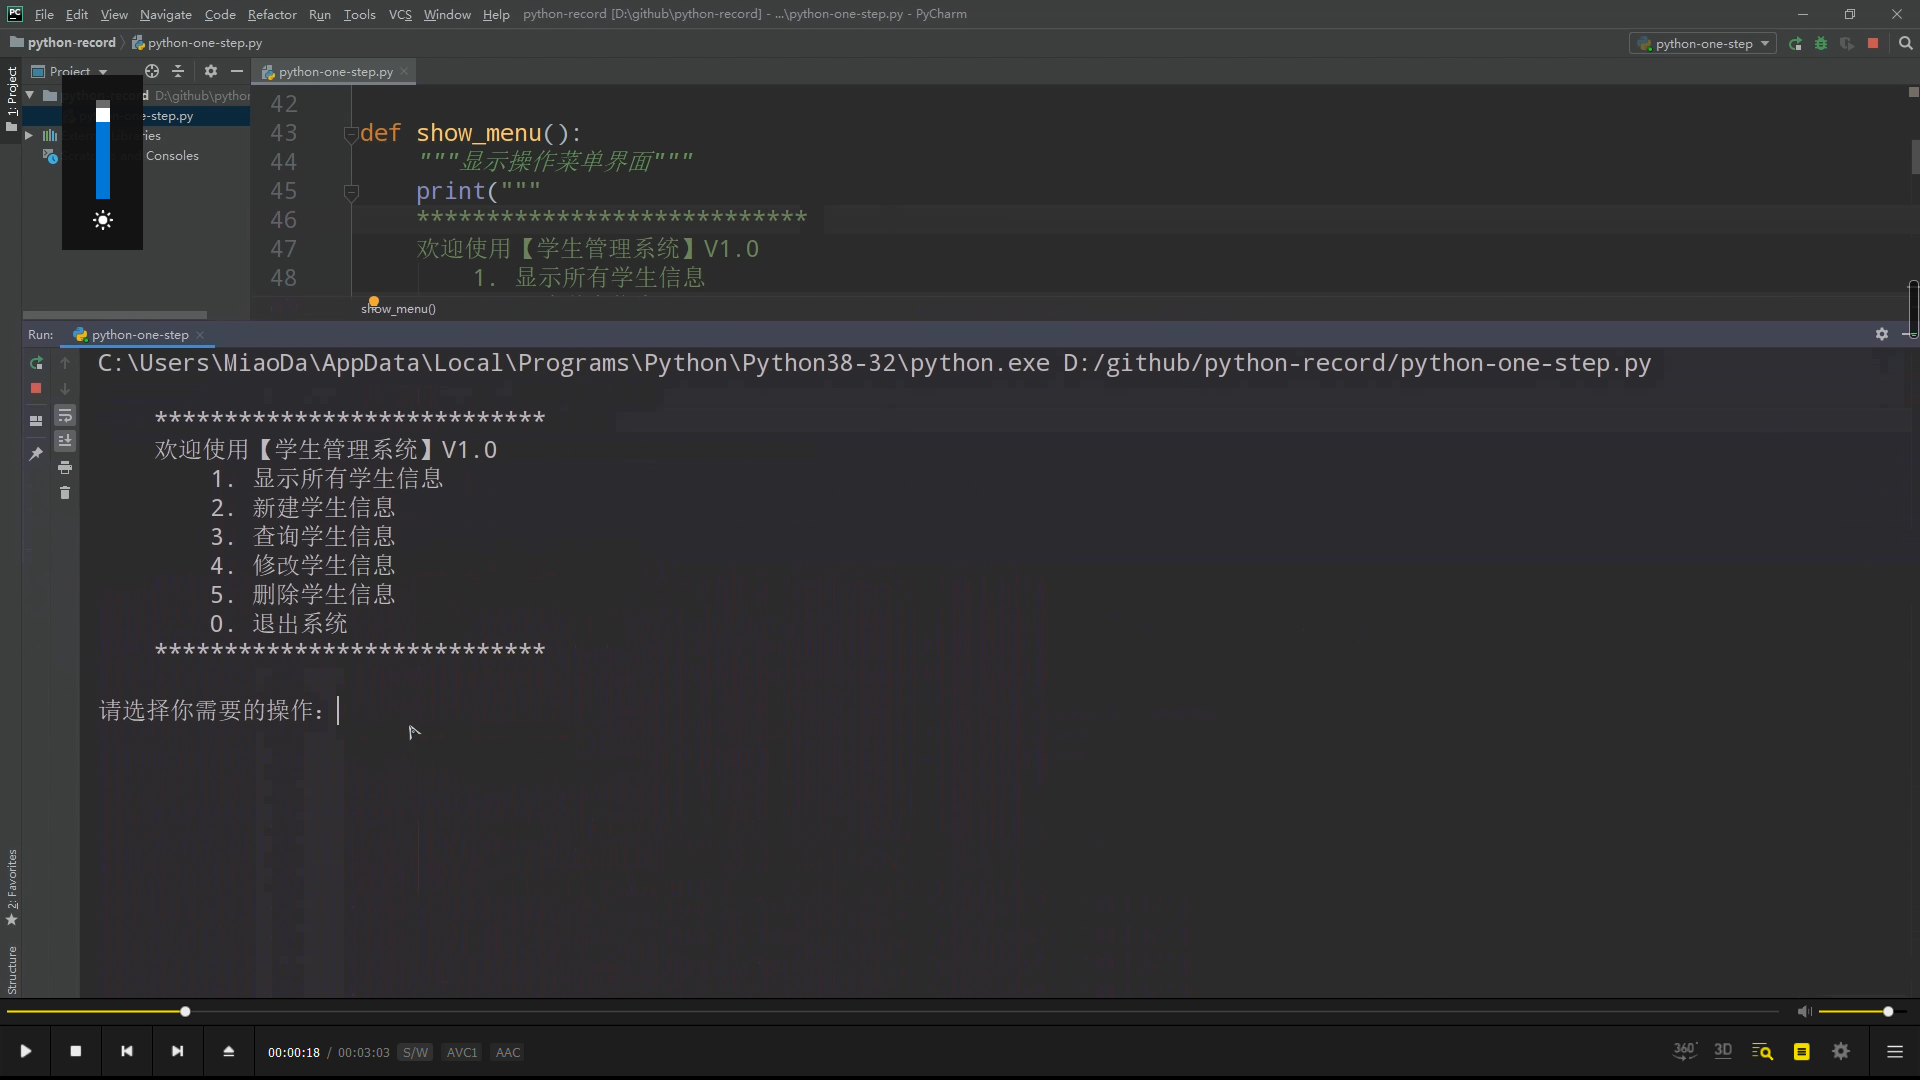 PC File Edit View Navigate Code Refactor Run Tools VCS Window Help python-record [D:\github\python-record] - ...\python-one-step.py - PyCharm
python-record python-one-step.py python-one-step
1: Project
Project
python-one-step.py
D:\github\python
n-one-step.py
Consoles
42
43 def show_menu():
44 """显示操作菜单界面"""
45 print("""
46 ****************************
47 欢迎使用【学生管理系统】V1.0
48 1. 显示所有学生信息
show_menu()
Run: python-one-step
C:\Users\MiaoDa\AppData\Local\Programs\Python\Python38-32\python.exe D:/github/python-record/python-one-step.py
****************************
欢迎使用【学生管理系统】V1.0
1. 显示所有学生信息
2. 新建学生信息
3. 查询学生信息
4. 修改学生信息
5. 删除学生信息
0. 退出系统
****************************
请选择你需要的操作：
2: Favorites
Structure
00:00:18 / 00:03:03 S/W AVC1 AAC
360° 3D